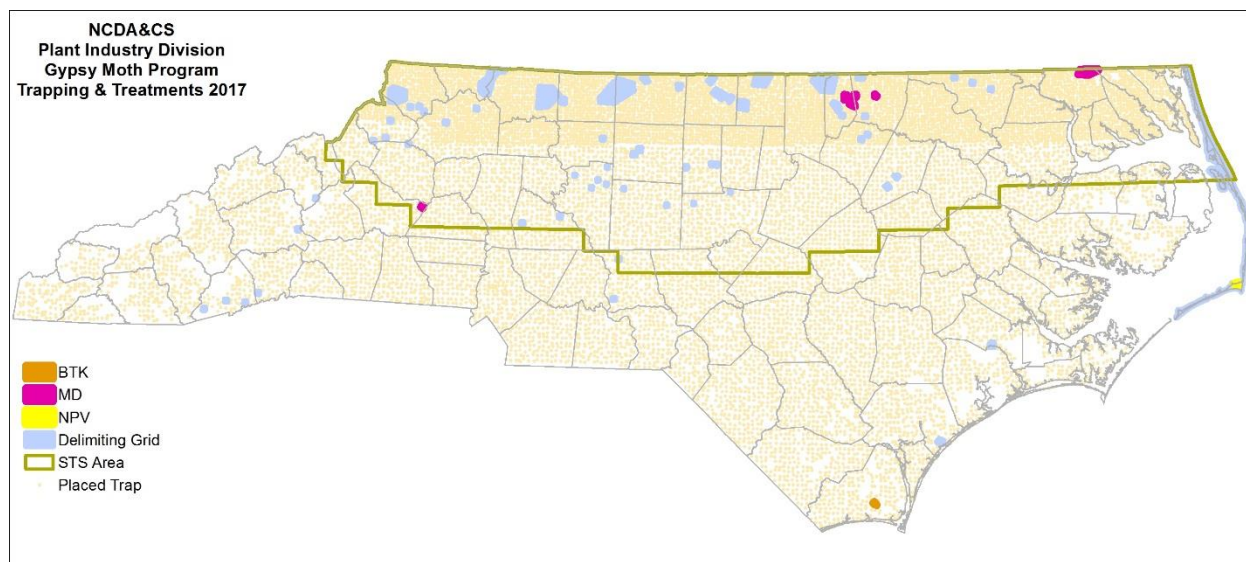 NCDA&CS
Plant Industry Division
Gypsy Moth Program
Trapping & Treatments 2017
BTK
MD
NPV
Delimiting Grid
STS Area
Placed Trap